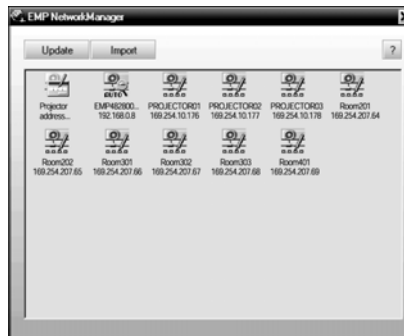 EMP NetworkManager
Update Import ?
Projector EMP482800... PROJECTOR01 PROJECTOR02 PROJECTOR03 Room201
address... 192.168.0.8 169.254.10.176 169.254.10.177 169.254.10.178 169.254.207.64
Room202 Room301 Room302 Room303 Room401
169.254.207.65 169.254.207.66 169.254.207.67 169.254.207.68 169.254.207.69